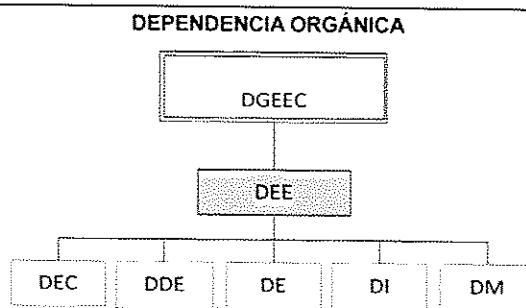 DEPENDENCIA ORGÁNICA
DGEEC
DEE
DEC DDE DE DI DM